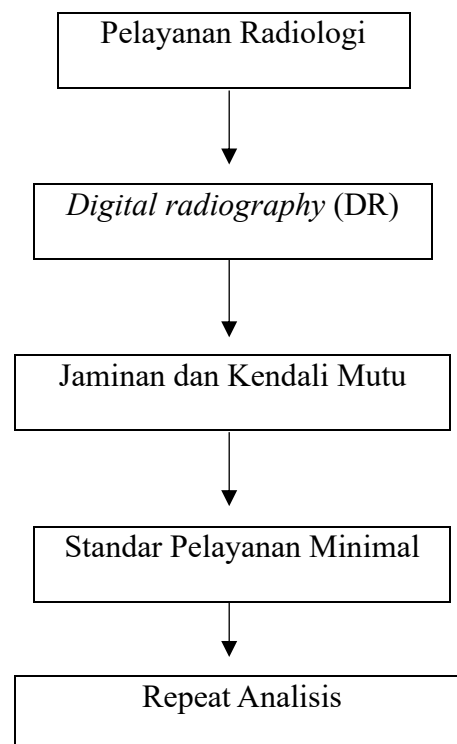 Pelayanan Radiologi
Digital radiography (DR)
Jaminan dan Kendali Mutu
Standar Pelayanan Minimal
Repeat Analisis